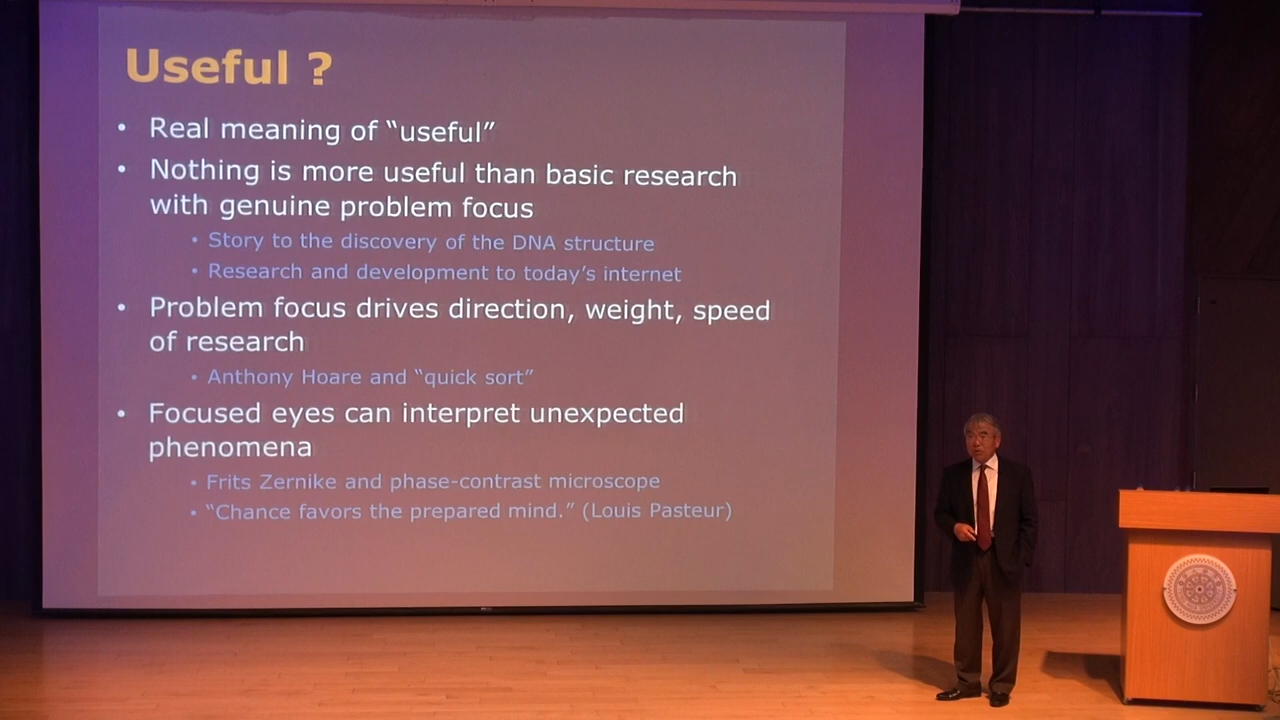 Useful ?
• Real meaning of “useful”
• Nothing is more useful than basic research
with genuine problem focus
• Story to the discovery of the DNA structure
• Research and development to today’s internet
• Problem focus drives direction, weight, speed
of research
• Anthony Hoare and “quick sort”
• Focused eyes can interpret unexpected
phenomena
• Frits Zernike and phase-contrast microscope
• “Chance favors the prepared mind.” (Louis Pasteur)